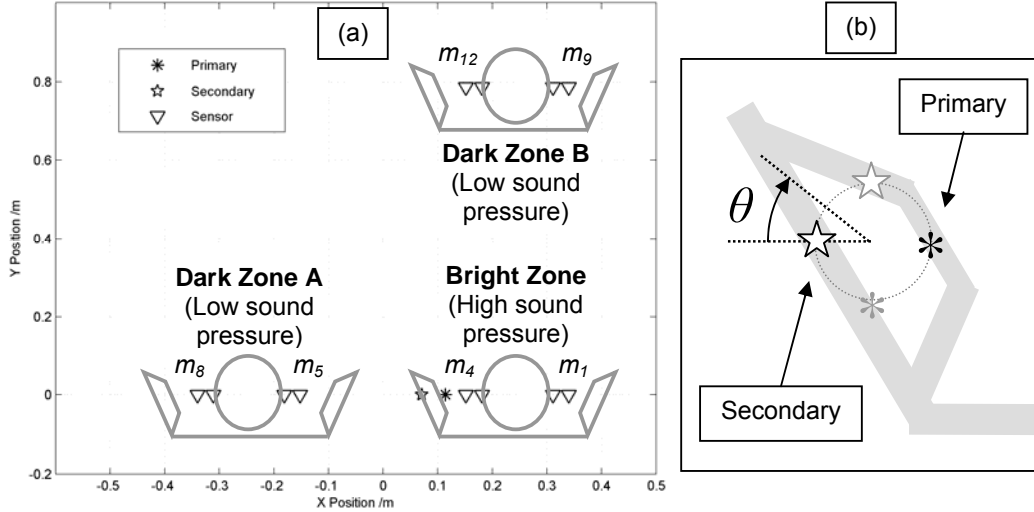 (a)
(b)
Primary
Secondary
Sensor
m12
m9
Dark Zone B
(Low sound
pressure)
Dark Zone A
(Low sound
pressure)
Bright Zone
(High sound
pressure)
m8
m5
m4
m1
0.8
0.6
0.4
0.2
0
-0.2
Y Position /m
-0.5
-0.4
-0.3
-0.2
-0.1
0
0.1
0.2
0.3
0.4
0.5
X Position /m
Primary
θ
Secondary